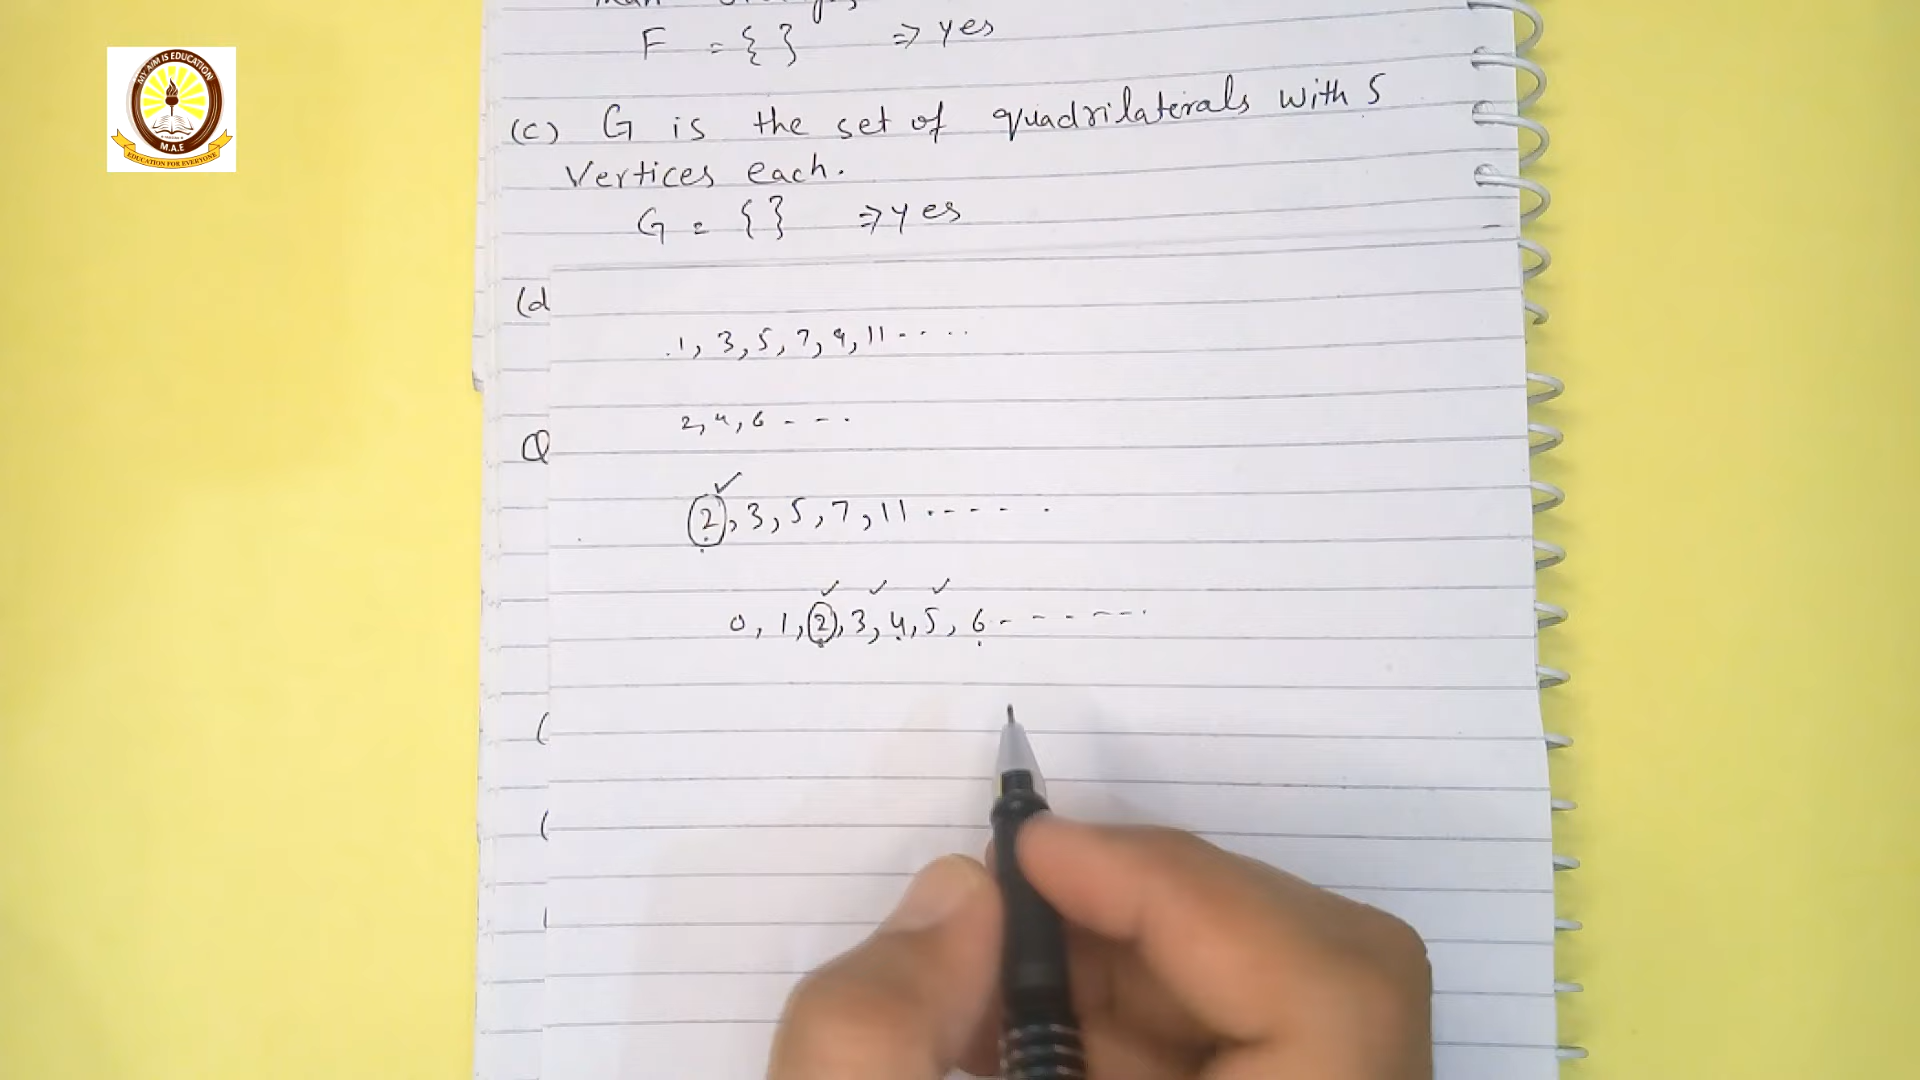 MY AIM IS EDUCATION
M.A.E
EDUCATION FOR EVERYONE
F = { } => yes
(c) G is the set of quadrilaterals with 5
Vertices each.
G = { } => yes
(d
1, 3, 5, 7, 9, 11 - - - -
2, 4, 6 - - -
Q
2, 3, 5, 7, 11 - - - - -
0, 1, 2, 3, 4, 5, 6 - - - - - -
(
(